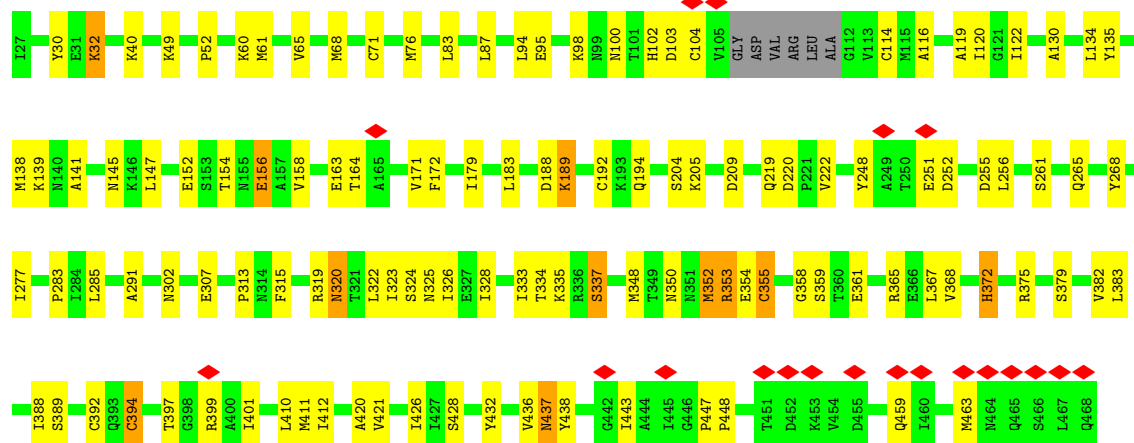 I27 Y30 E31 K32 K40 K49 P52 K60 M61 V65 M68 C71 M76 L83 L87 L94 E95 K98 N99 N100 T101 H102 D103 C104 V105 GLY ASP VAL ARG LEU ALA G112 V113 C114 M115 A116 A119 I120 G121 I122 A130 L134 Y135
M138 K139 N140 A141 N145 K146 L147 E152 S153 T154 N155 E156 A157 V158 E163 T164 A165 V171 F172 I179 L183 D188 K189 C192 K193 Q194 S204 K205 D209 Q219 D220 P221 V222 Y248 A249 T250 E251 D252 D255 L256 S261 Q265 Y268
I277 P283 I284 L285 A291 N302 E307 P313 N314 F315 R319 N320 T321 L322 I323 S324 N325 I326 E327 I328 I333 T334 K335 R336 S337 M348 T349 N350 N351 M352 R353 E354 C355 G358 S359 T360 E361 R365 E366 L367 V368 H372 R375 S379 V382 L383
I388 S389 C392 Q393 C394 T397 G398 R399 A400 I401 L410 M411 I412 A420 V421 I426 I427 S428 Y432 V436 N437 Y438 G442 I443 A444 I445 G446 P447 P448 T451 D452 K453 V454 D455 Q459 I460 M463 N464 Q465 S466 L467 Q468